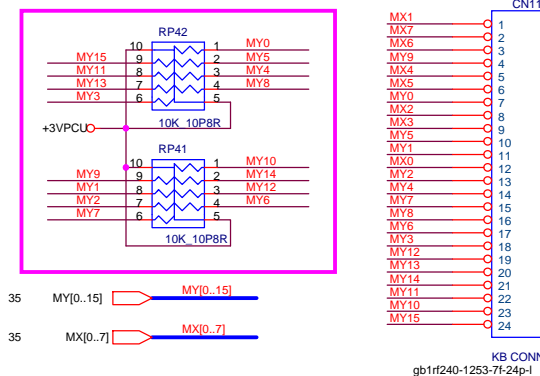 CN11
RP42
10 1 MY0
MY15 9 2 MY5
MY11 8 3 MY4
MY13 7 4 MY8
MY3 6 5
+3VPCU
10K_10P8R
RP41
10 1 MY10
MY9 9 2 MY14
MY1 8 3 MY12
MY2 7 4 MY6
MY7 6 5
10K_10P8R
35 MY[0..15] MY[0..15]
35 MX[0..7] MX[0..7]
MX1 1
MX7 2
MX6 3
MY9 4
MX4 5
MX5 6
MY0 7
MX2 8
MX3 9
MY5 10
MY1 11
MX0 12
MY2 13
MY4 14
MY7 15
MY8 16
MY6 17
MY3 18
MY12 19
MY13 20
MY14 21
MY11 22
MY10 23
MY15 24
KB CONN
gb1rf240-1253-7f-24p-l